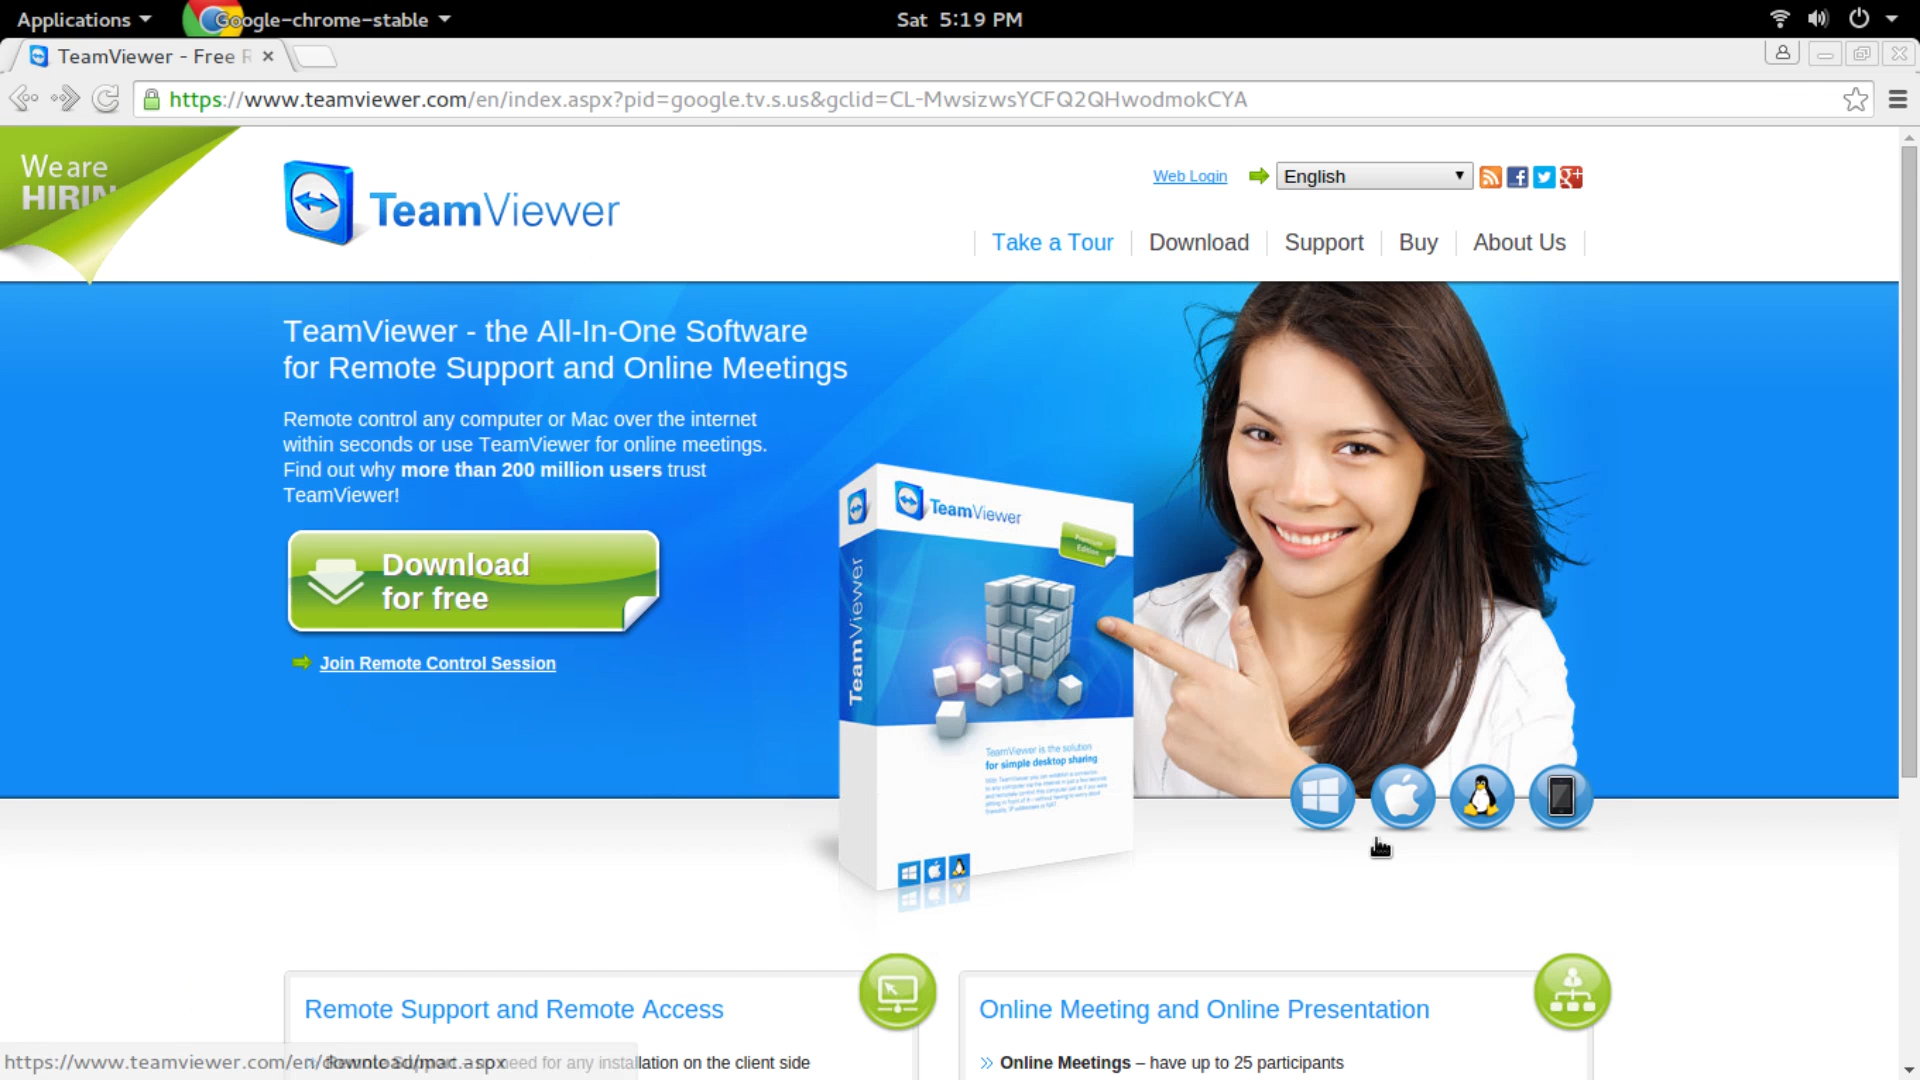 Applications
Google-chrome-stable
Sat 5:19 PM
TeamViewer - Free R
https://www.teamviewer.com/en/index.aspx?pid=google.tv.s.us&gclid=CL-MwsizwsYCFQ2QHwodmokCYA
We are
HIRIN
TeamViewer
Web Login
English
Take a Tour
Download
Support
Buy
About Us
TeamViewer - the All-In-One Software
for Remote Support and Online Meetings
Remote control any computer or Mac over the internet
within seconds or use TeamViewer for online meetings.
Find out why more than 200 million users trust
TeamViewer!
Download
for free
Join Remote Control Session
TeamViewer
Premium
Edition
TeamViewer
TeamViewer is the solution
for simple desktop sharing
Remote Support and Remote Access
Online Meeting and Online Presentation
https://www.teamviewer.com/en/download/mac.aspx
need for any installation on the client side
Online Meetings – have up to 25 participants